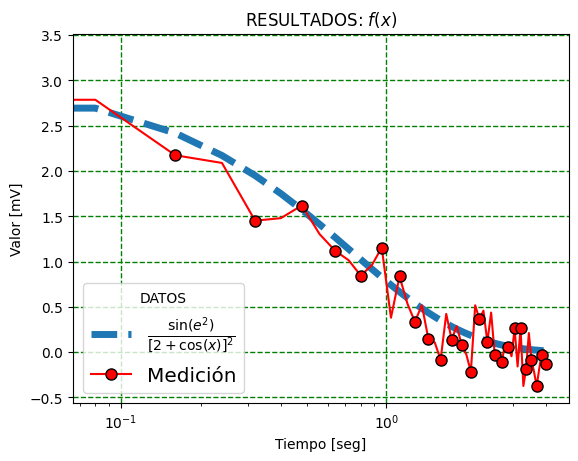 RESULTADOS: f(x)
3.5
3.0
2.5
2.0
1.5
1.0
0.5
0.0
−0.5
Valor [mV]
DATOS
sin(e²)
[2 + cos(x)]²
Medición
10⁻¹
10⁰
Tiempo [seg]